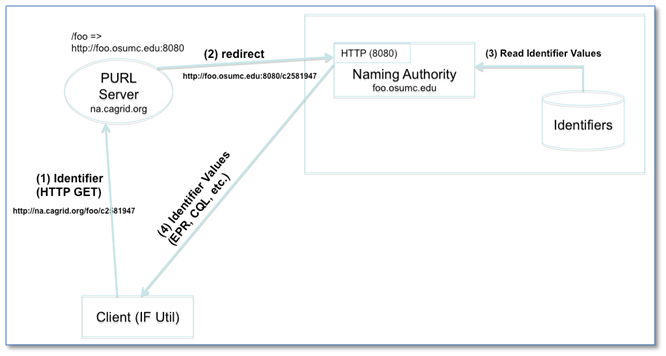 /foo =>
http://foo.osumc.edu:8080
(2) redirect
http://foo.osumc.edu:8080/c2581947
PURL
Server
na.cagrid.org
HTTP (8080)
Naming Authority
foo.osumc.edu
(3) Read Identifier Values
Identifiers
(1) Identifier
(HTTP GET)
http://na.cagrid.org/foo/c2581947
(4) Identifier Values
(EPR, CQL, etc.)
Client (IF Util)